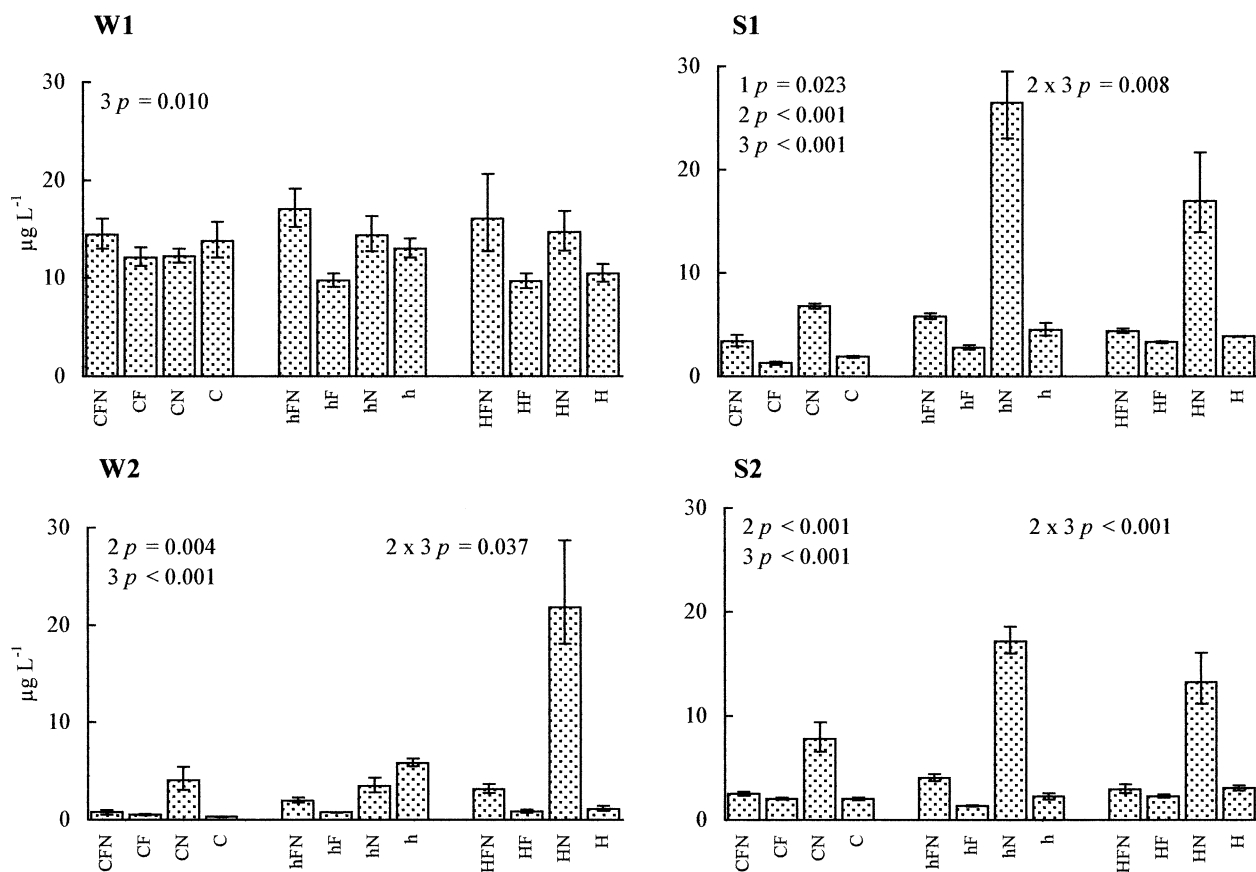 W1
30
20
10
0
µg L⁻¹
3 p = 0.010
CFN CF CN C hFN hF hN h HFN HF HN H
S1
30
20
10
0
1 p = 0.023
2 p < 0.001
3 p < 0.001
2 x 3 p = 0.008
CFN CF CN C hFN hF hN h HFN HF HN H
W2
30
20
10
0
µg L⁻¹
2 p = 0.004
3 p < 0.001
2 x 3 p = 0.037
CFN CF CN C hFN hF hN h HFN HF HN H
S2
30
20
10
0
2 p < 0.001
3 p < 0.001
2 x 3 p < 0.001
CFN CF CN C hFN hF hN h HFN HF HN H